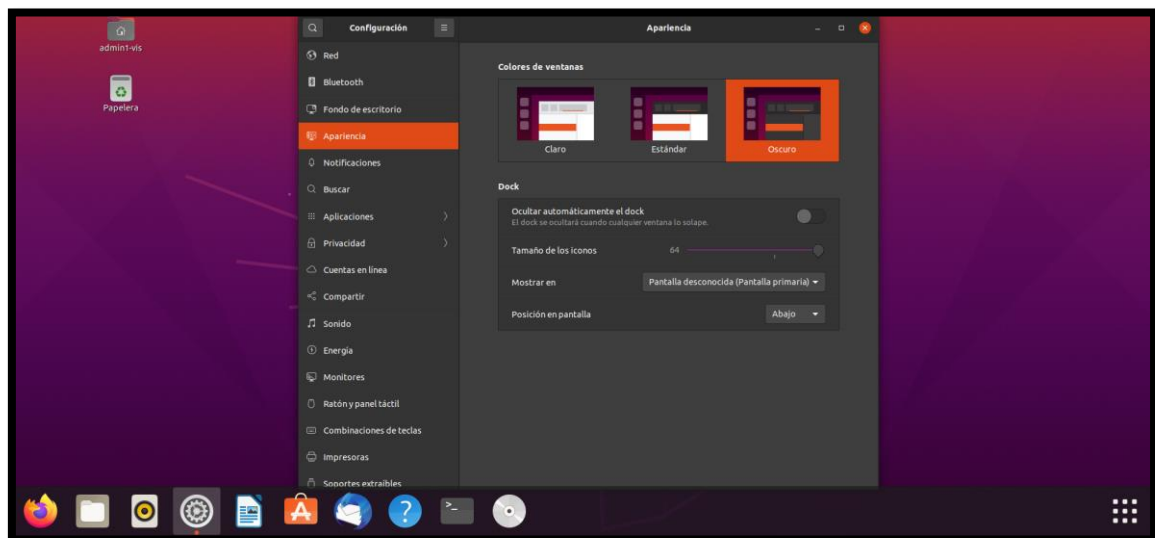 admin1-vis
Papelera
Configuración
Red
Bluetooth
Fondo de escritorio
Apariencia
Notificaciones
Buscar
Aplicaciones
Privacidad
Cuentas en línea
Compartir
Sonido
Energía
Monitores
Ratón y panel táctil
Combinaciones de teclas
Impresoras
Soportes extraíbles
Apariencia
Colores de ventanas
Claro Estándar Oscuro
Dock
Ocultar automáticamente el dock
El dock se ocultará cuando cualquier ventana lo solape.
Tamaño de los iconos 64
Mostrar en Pantalla desconocida (Pantalla primaria)
Posición en pantalla Abajo